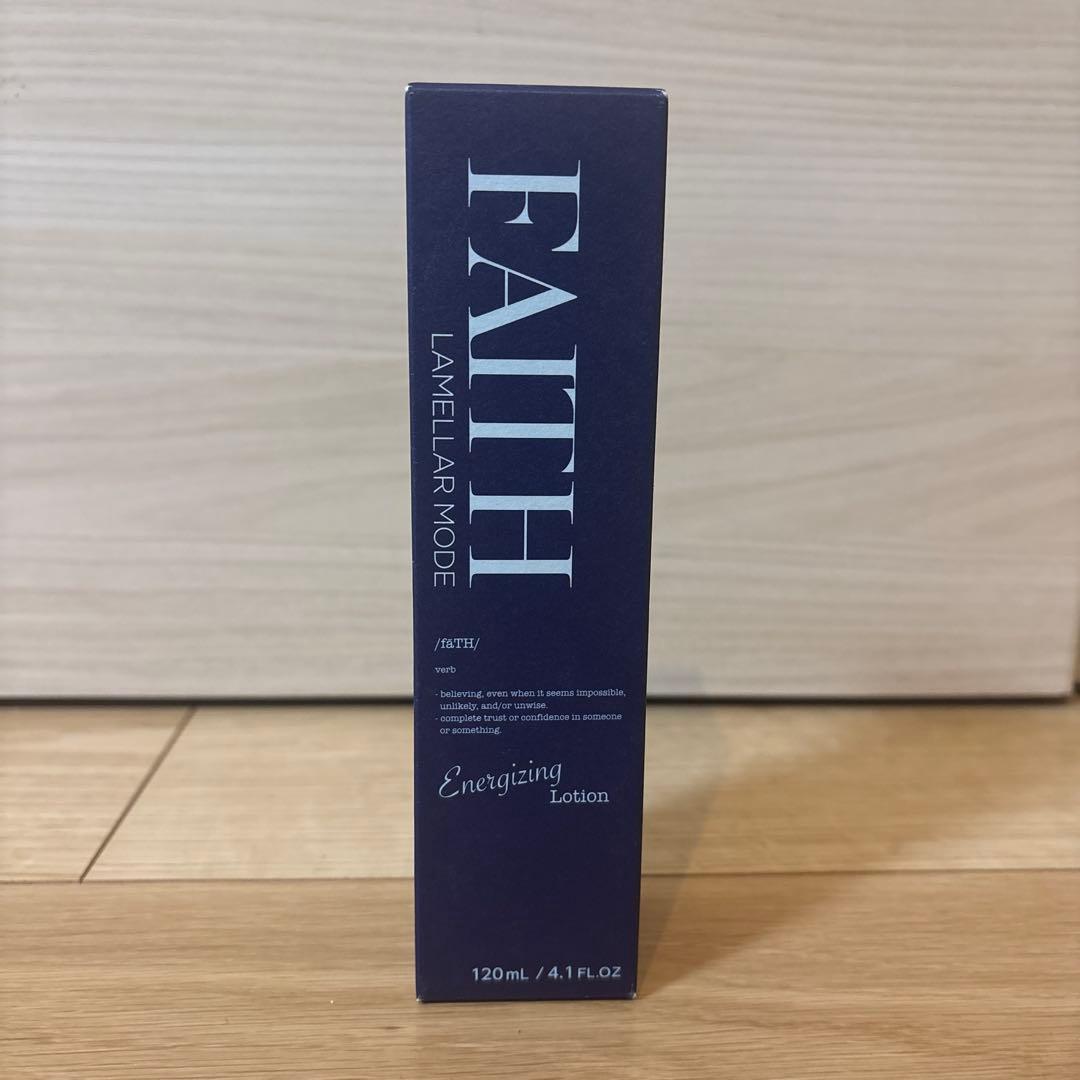 FAITH
LAMELLAR MODE
/fāTH/
verb
- believing, even when it seems impossible,
unlikely, and/or unwise.
- complete trust or confidence in someone
or something.
Energizing
Lotion
120mL / 4.1 FL.OZ